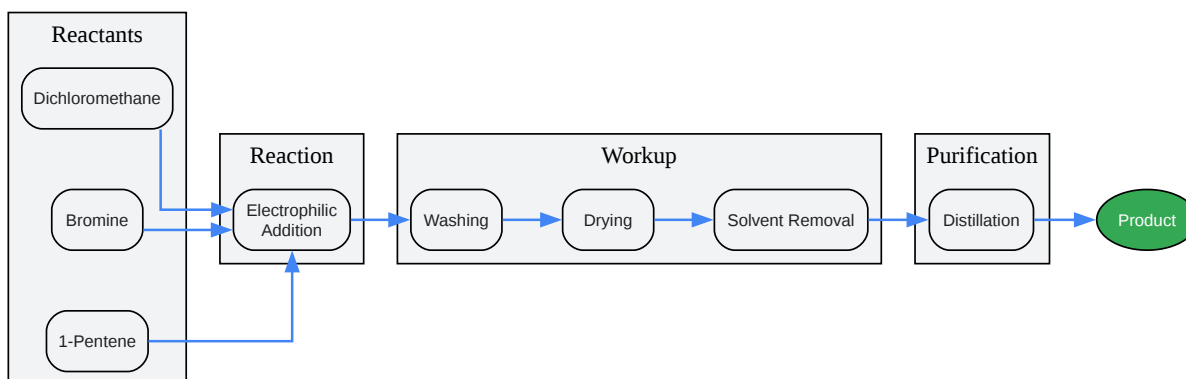 Reactants
Dichloromethane
Bromine
1-Pentene
Reaction
Electrophilic
Addition
Workup
Washing
Drying
Solvent Removal
Purification
Distillation
Product